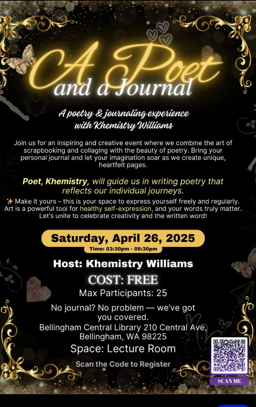 A Poet
and a Journal
A poetry & journaling experience
with Khemistry Williams
Join us for an inspiring and creative event where we combine the art of
scrapbooking and collaging with the beauty of poetry. Bring your
personal journal and let your imagination soar as we create unique,
heartfelt pages.
Poet, Khemistry, will guide us in writing poetry that
reflects our individual journeys.
✨ Make it yours – this is your space to express yourself freely and regularly.
Art is a powerful tool for healthy self-expression, and your words truly matter.
Let's unite to celebrate creativity and the written word!
Saturday, April 26, 2025
Time: 03:30pm - 05:30pm
Host: Khemistry Williams
COST: FREE
Max Participants: 25
No journal? No problem — we've got
you covered.
Bellingham Central Library 210 Central Ave,
Bellingham, WA 98225
Space: Lecture Room
Scan the Code to Register
SCAN ME